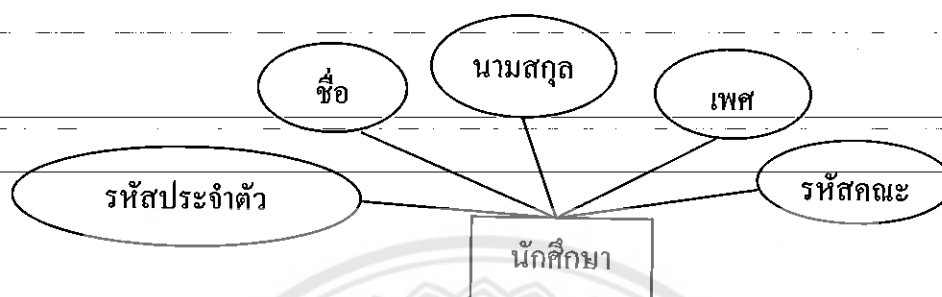 นามสกุล
ชื่อ
เพศ
รหัสประจำตัว
รหัสคณะ
นักศึกษา